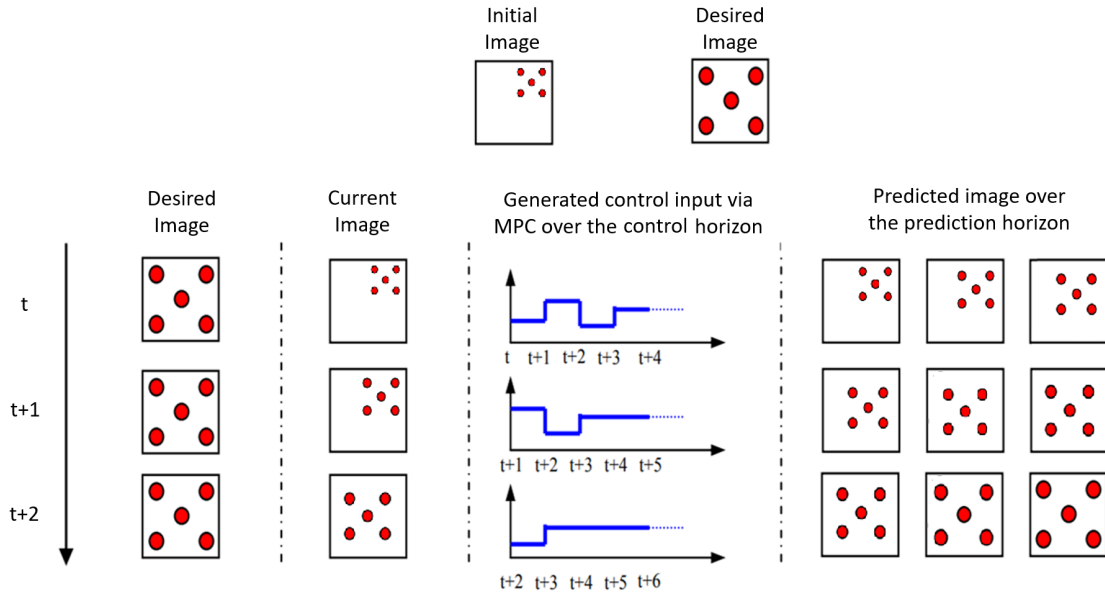 Initial
Image
Desired
Image
Desired
Image
Current
Image
Generated control input via
MPC over the control horizon
Predicted image over
the prediction horizon
t
t t+1 t+2 t+3 t+4
t+1
t+1 t+2 t+3 t+4 t+5
t+2
t+2 t+3 t+4 t+5 t+6